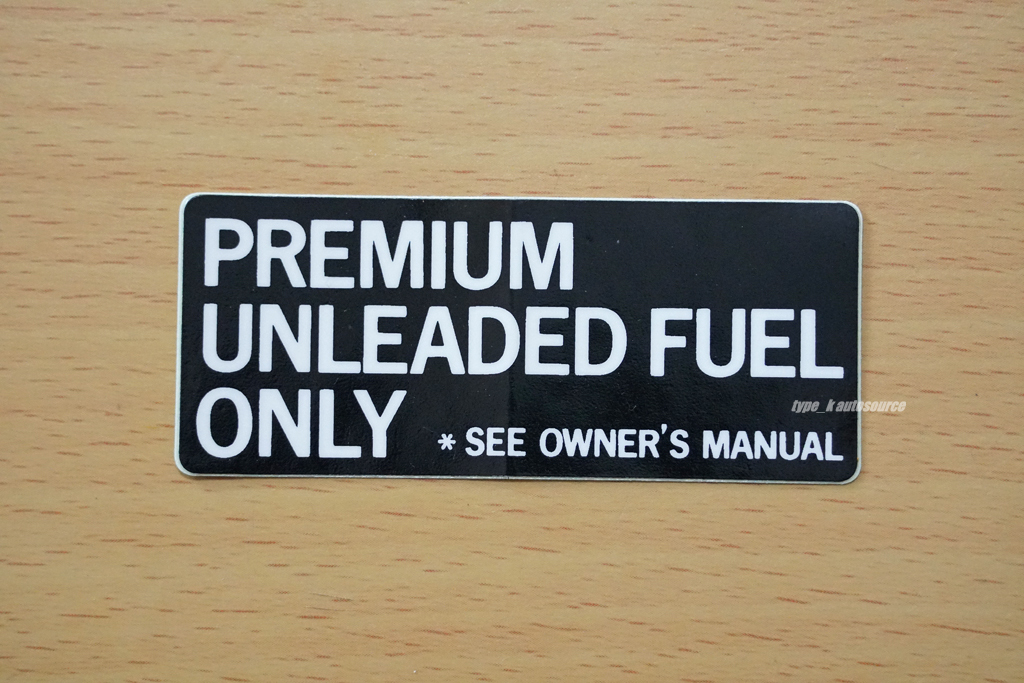 PREMIUM
UNLEADED FUEL
ONLY * SEE OWNER'S MANUAL
type_k autosource